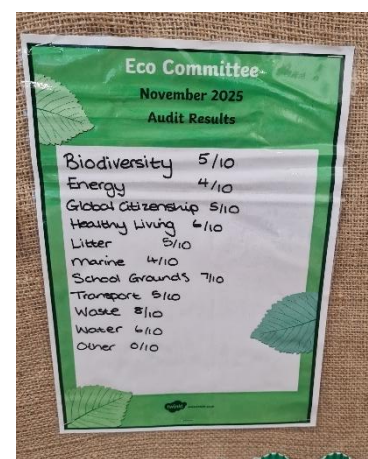 Eco Committee
November 2025
Audit Results
Biodiversity 5/10
Energy 4/10
Global Citizenship 5/10
Healthy Living 6/10
Litter 5/10
marine 4/10
School Grounds 7/10
Transport 5/10
Waste 8/10
Water 6/10
Other 0/10